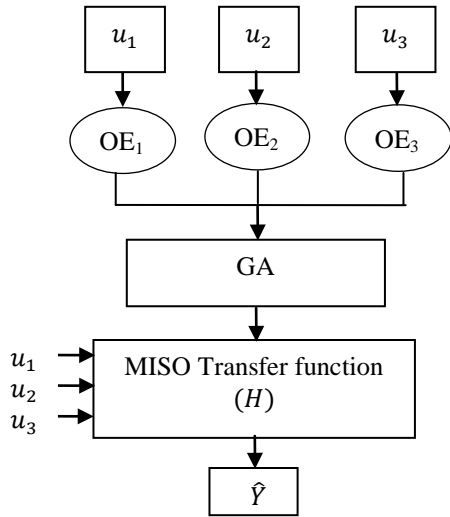 u₁ u₂ u₃
OE₁ OE₂ OE₃
GA
u₁
u₂
u₃
MISO Transfer function
(H)
Ŷ